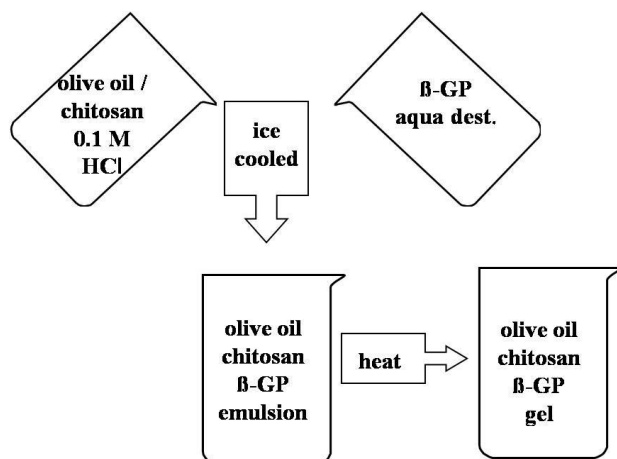 olive oil /
chitosan
0.1 M
HCl
ice
cooled
ß-GP
aqua dest.
olive oil
chitosan
ß-GP
emulsion
heat
olive oil
chitosan
ß-GP
gel